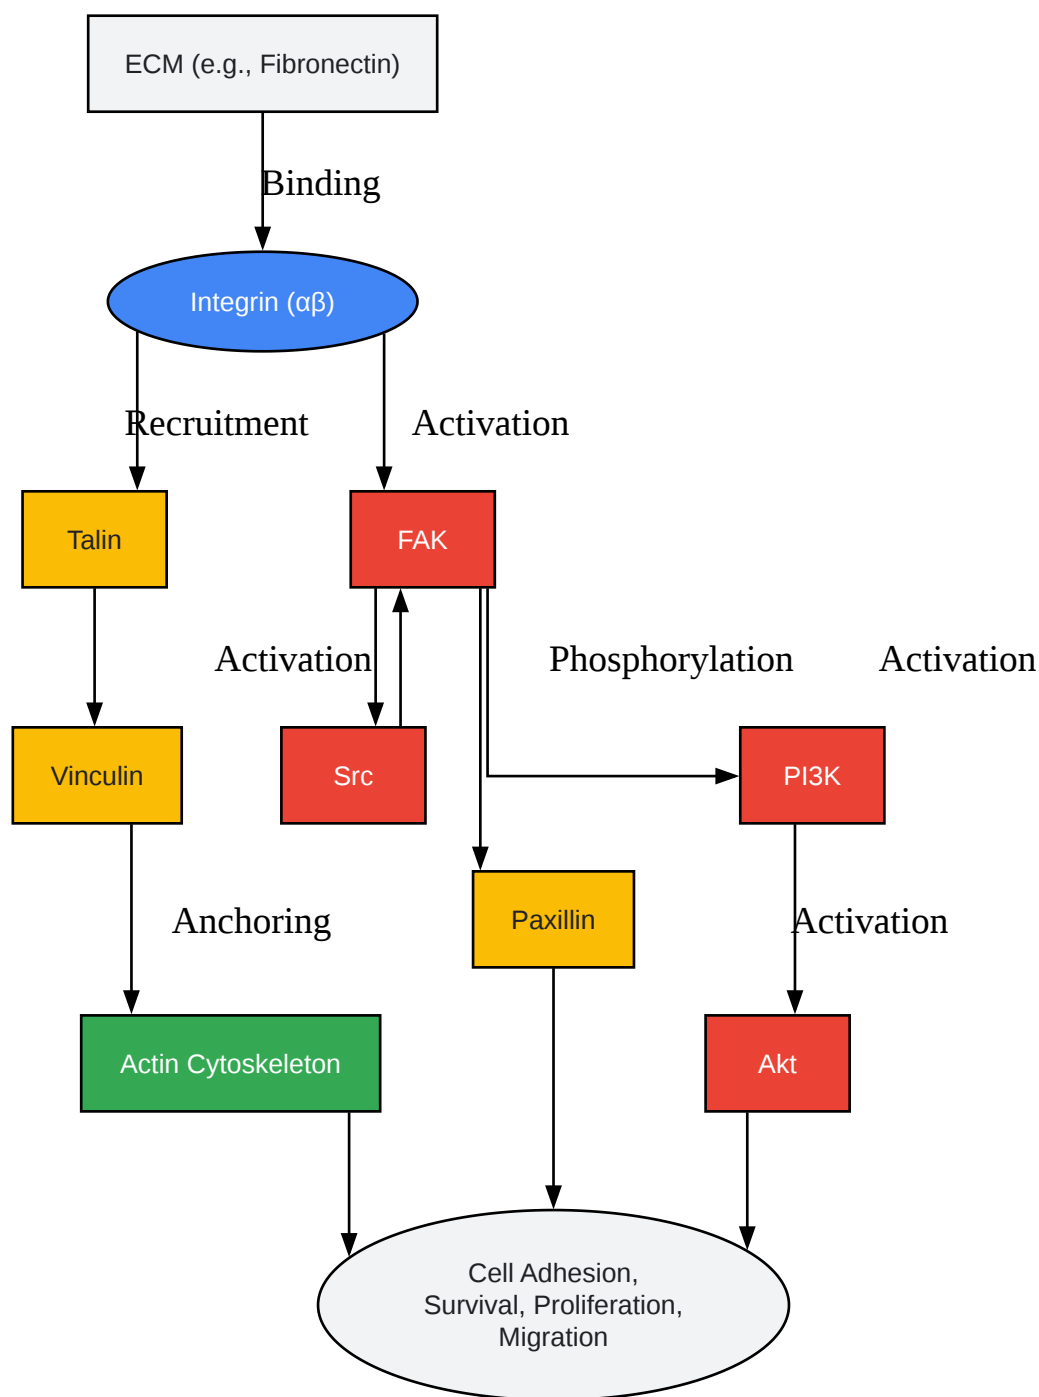 ECM (e.g., Fibronectin)
Binding
Integrin (αβ)
Recruitment
Activation
Talin
FAK
Activation
Phosphorylation
Activation
Vinculin
Src
PI3K
Anchoring
Paxillin
Activation
Actin Cytoskeleton
Akt
Cell Adhesion,
Survival, Proliferation,
Migration